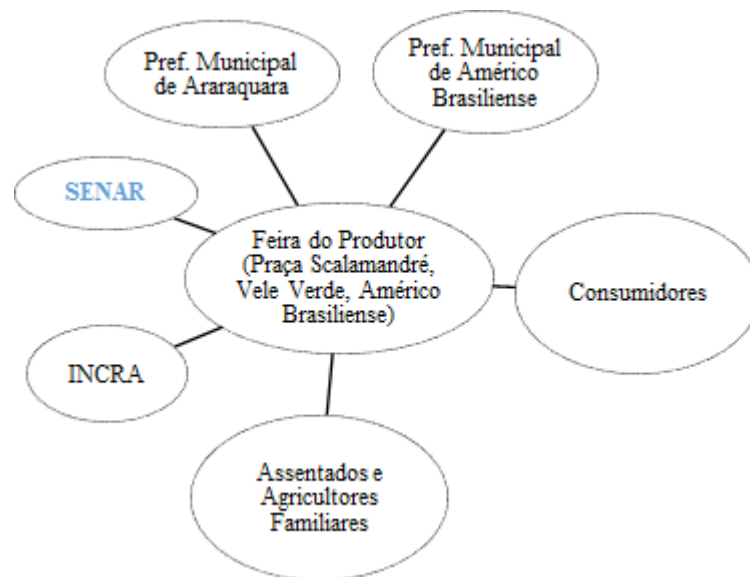 Pref. Municipal
de Araraquara
Pref. Municipal
de Américo
Brasiliense
SENAR
Feira do Produtor
(Praça Scalamandré,
Vele Verde, Américo
Brasiliense)
Consumidores
INCRA
Assentados e
Agricultores
Familiares